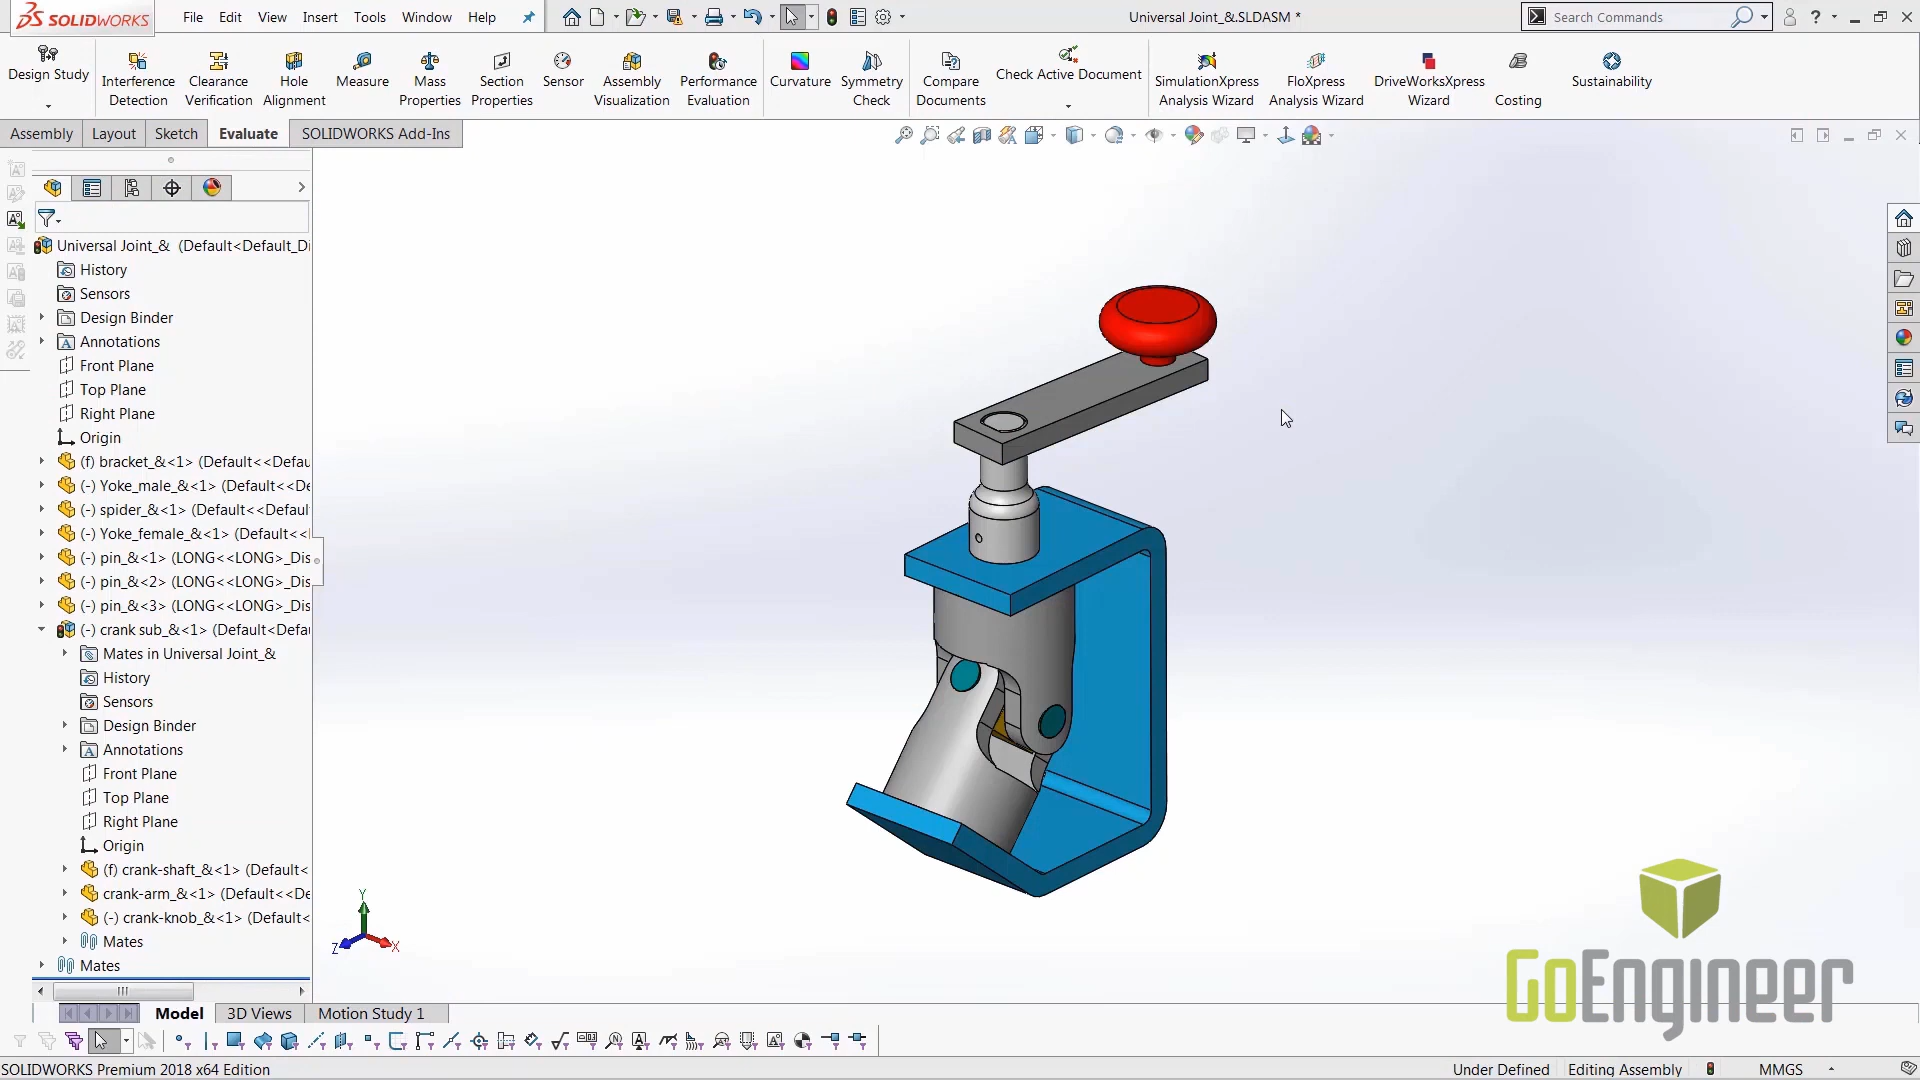 SOLIDWORKS File Edit View Insert Tools Window Help Universal Joint_&.SLDASM * Search Commands ?
Design Study
Interference Detection
Clearance Verification
Hole Alignment
Measure
Mass Properties
Section Properties
Sensor
Assembly Visualization
Performance Evaluation
Curvature
Symmetry Check
Compare Documents
Check Active Document
SimulationXpress Analysis Wizard
FloXpress Analysis Wizard
DriveWorksXpress Wizard
Costing
Sustainability
Assembly Layout Sketch Evaluate SOLIDWORKS Add-Ins
Universal Joint_& (Default<Default_Di
History
Sensors
Design Binder
Annotations
Front Plane
Top Plane
Right Plane
Origin
(f) bracket_&<1> (Default<<Defau
(-) Yoke_male_&<1> (Default<<De
(-) spider_&<1> (Default<<Defaul
(-) Yoke_female_&<1> (Default<<
(-) pin_&<1> (LONG<<LONG>_Dis
(-) pin_&<2> (LONG<<LONG>_Dis
(-) pin_&<3> (LONG<<LONG>_Dis
(-) crank sub_&<1> (Default<Defau
Mates in Universal Joint_&
History
Sensors
Design Binder
Annotations
Front Plane
Top Plane
Right Plane
Origin
(f) crank-shaft_&<1> (Default<
crank-arm_&<1> (Default<<De
(-) crank-knob_&<1> (Default<
Mates
Mates
Y
Z X
GoEngineer
Model 3D Views Motion Study 1
SOLIDWORKS Premium 2018 x64 Edition Under Defined Editing Assembly MMGS